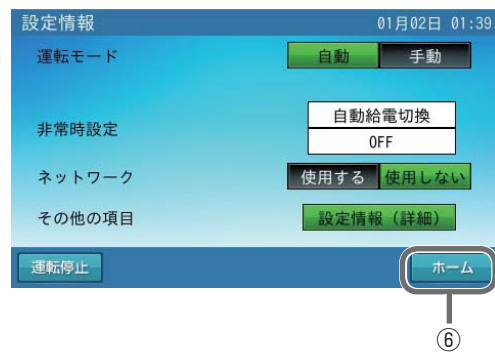 設定情報 01月02日 01:39
運転モード 自動 手動
非常時設定 自動給電切換
OFF
ネットワーク 使用する 使用しない
その他の項目 設定情報（詳細）
運転停止 ホーム
⑥